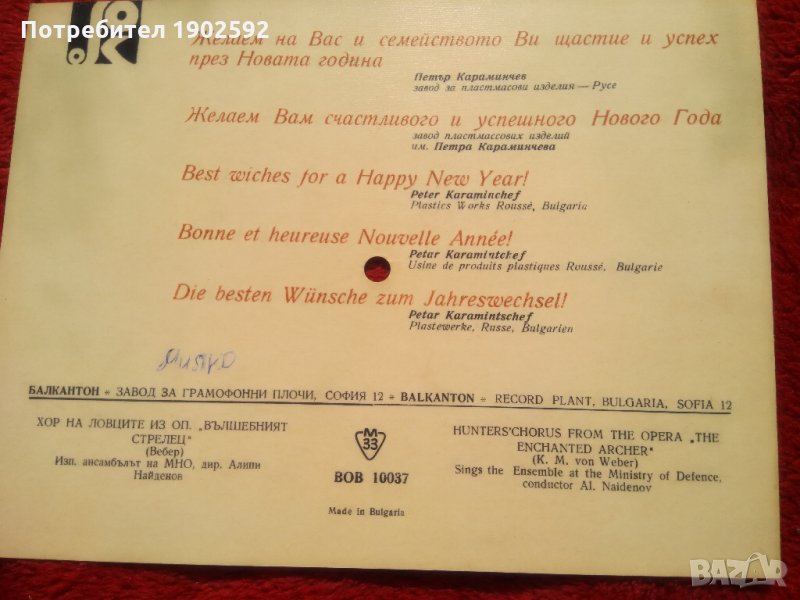 Потребител 1902592
Желаем на Вас и семейството Ви щастие и успех
през Новата година
Петър Караминчев
завод за пластмасови изделия — Русе
Желаем Вам счастливого и успешного Нового Года
завод пластмассовых изделий
им. Петра Караминчева
Best wiches for a Happy New Year!
Peter Karaminchef
Plastics Works Roussé, Bulgaria
Bonne et heureuse Nouvelle Année!
Petar Karamintchef
Usine de produits plastiques Roussé, Bulgarie
Die besten Wünsche zum Jahreswechsel!
Petar Karamintschef
Plastewerke, Russe, Bulgarien
БАЛКАНТОН * ЗАВОД ЗА ГРАМОФОННИ ПЛОЧИ, СОФИЯ 12 * BALKANTON * RECORD PLANT, BULGARIA, SOFIA 12
ХОР НА ЛОВЦИТЕ ИЗ ОП. „ВЪЛШЕБНИЯТ
СТРЕЛЕЦ"
(Вебер)
Изп. ансамбълът на МНО, дир. Алипи
Найденов
M
33
ВОВ 10037
Made in Bulgaria
HUNTERS'CHORUS FROM THE OPERA „THE
ENCHANTED ARCHER"
(K. M. von Weber)
Sings the Ensemble at the Ministry of Defence,
conductor Al. Naidenov
BAZAR